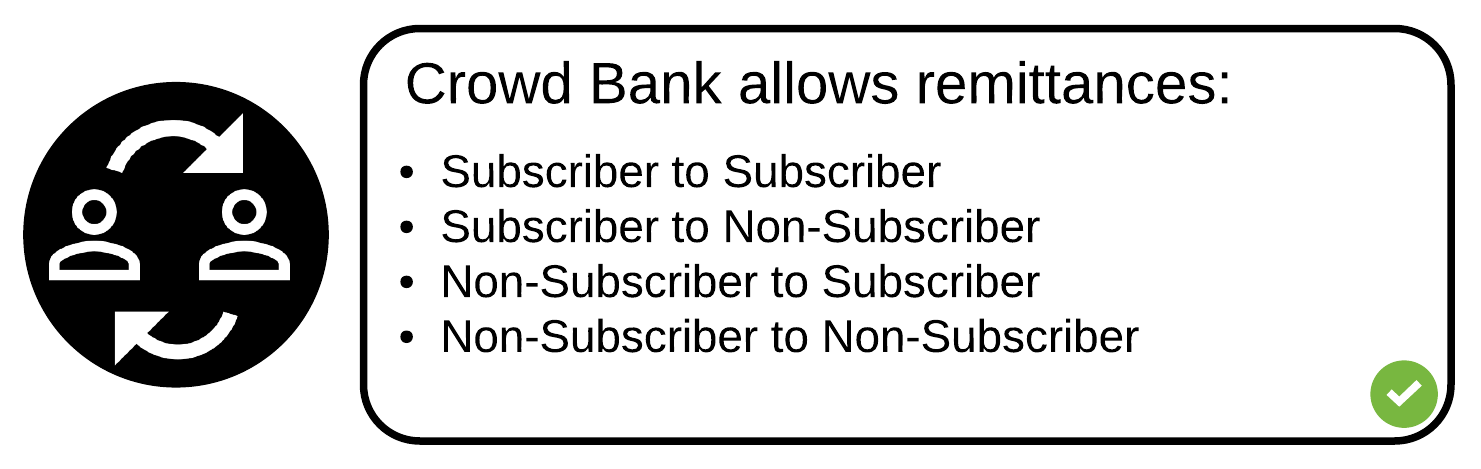 Crowd Bank allows remittances:
• Subscriber to Subscriber
• Subscriber to Non-Subscriber
• Non-Subscriber to Subscriber
• Non-Subscriber to Non-Subscriber